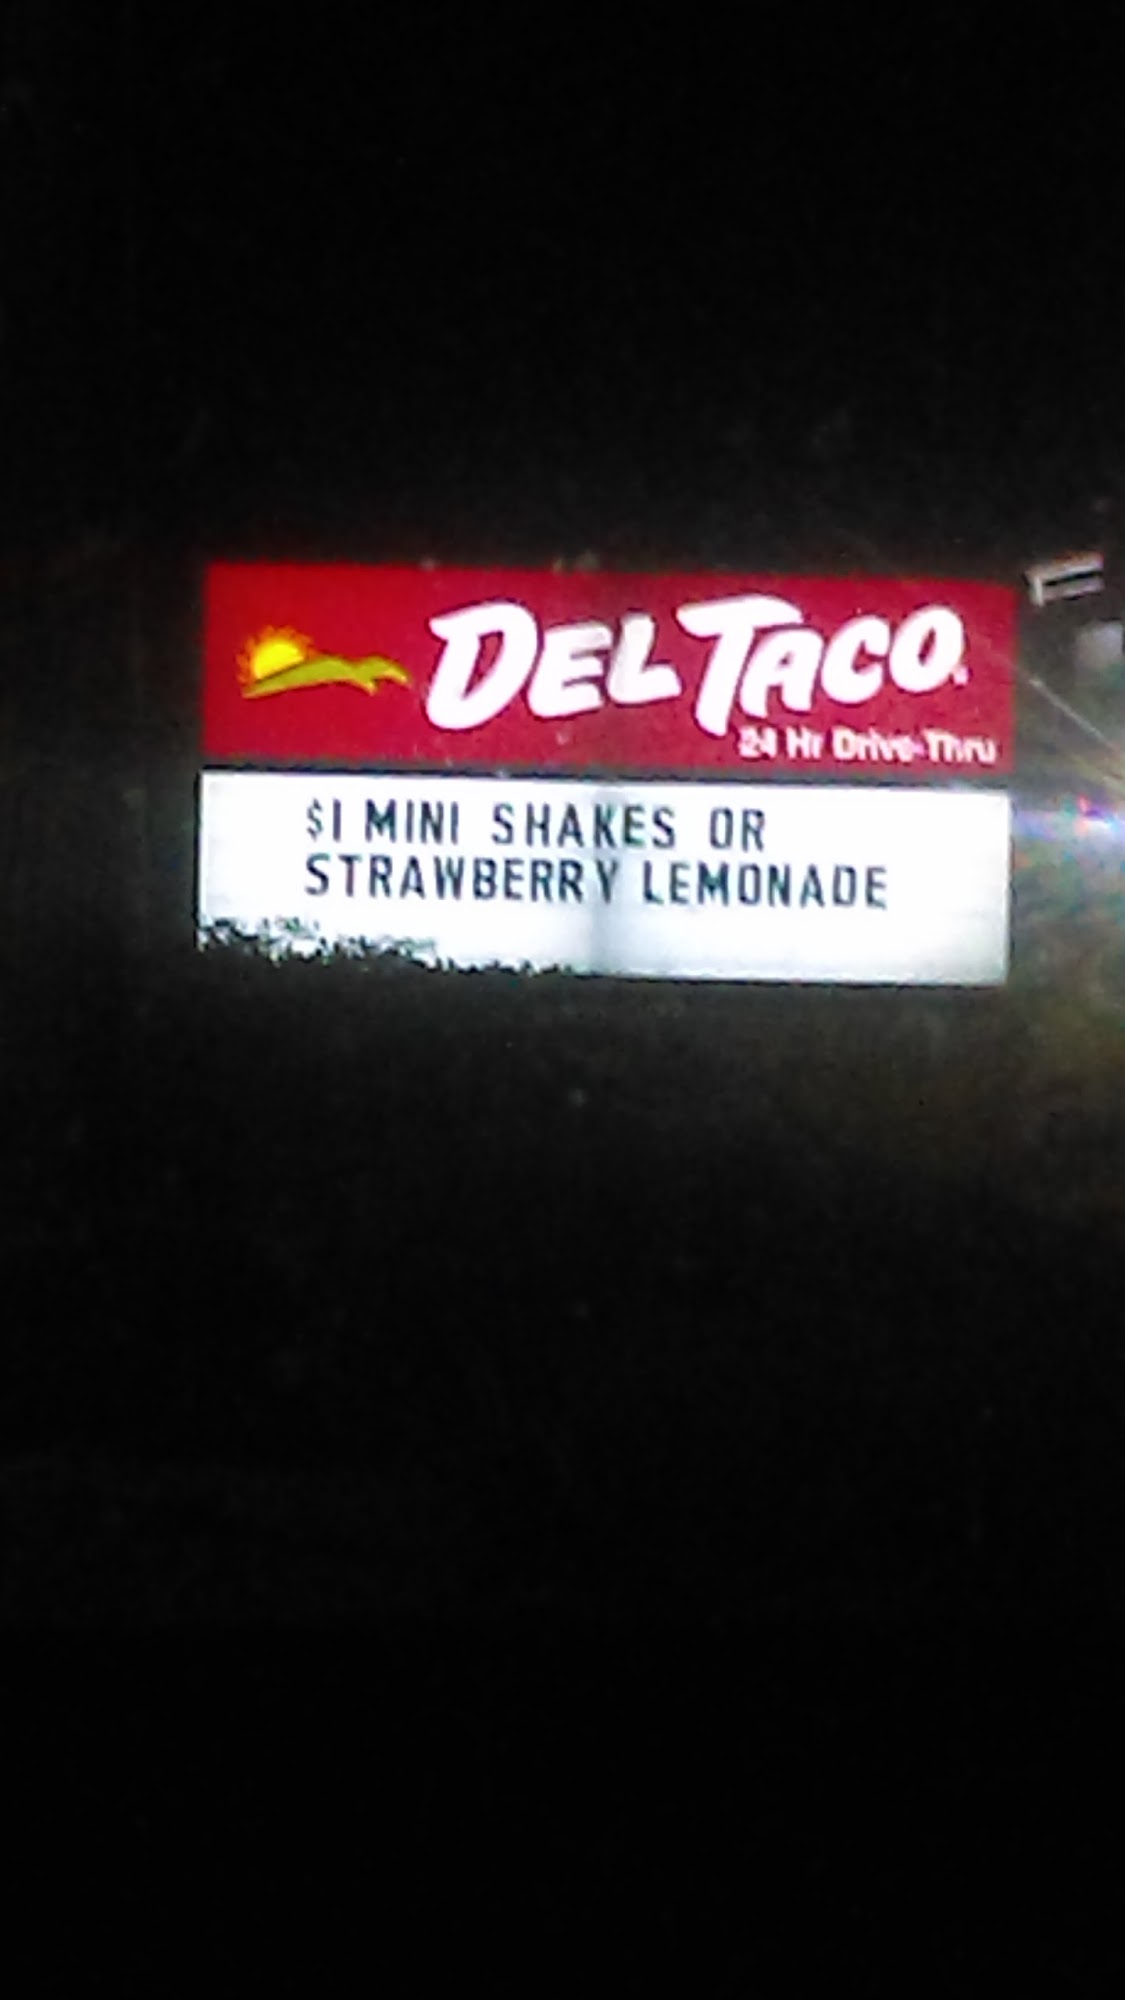 DEL TACO
24 Hr Drive-Thru
$1 MINI SHAKES OR
STRAWBERRY LEMONADE